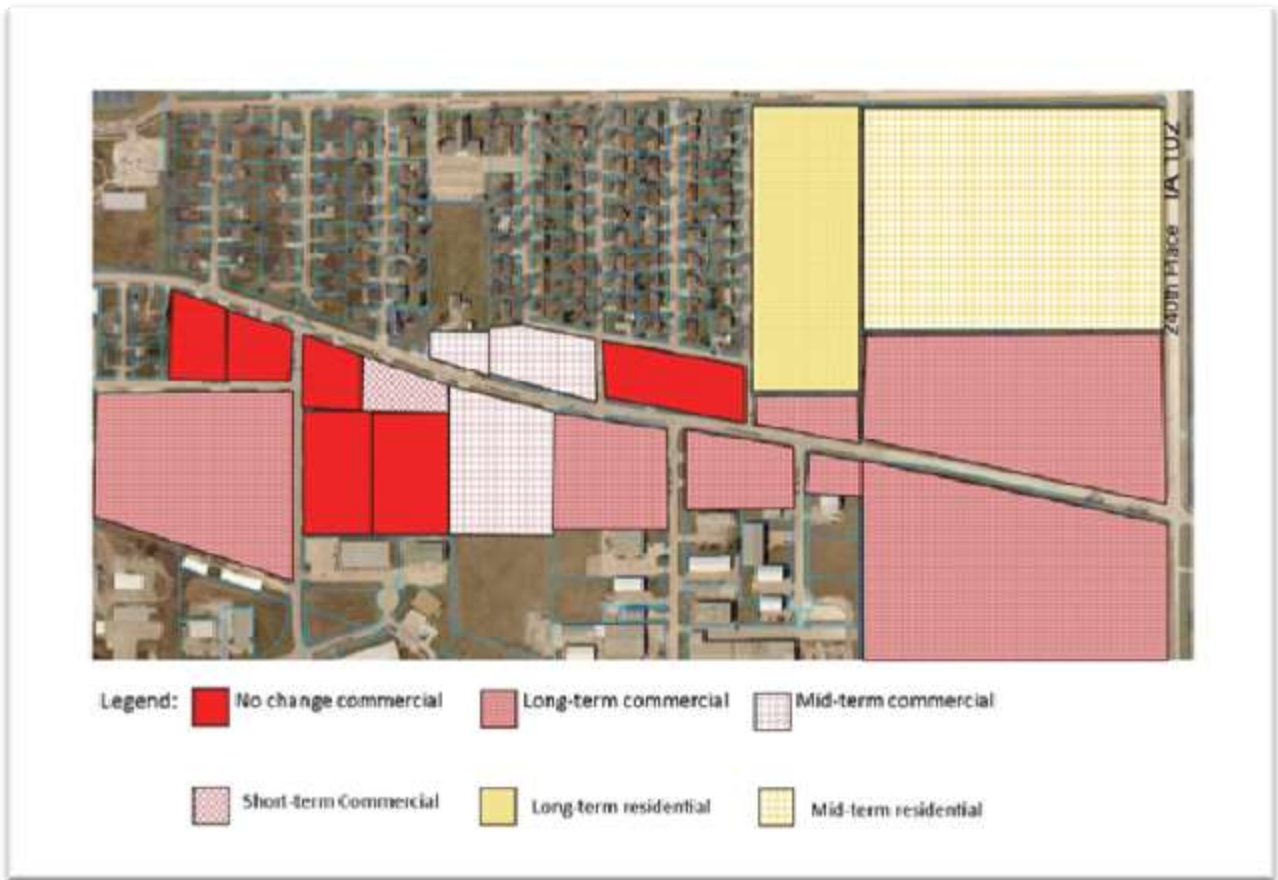 240th Place IA 102
Legend: No change commercial Long-term commercial Mid-term commercial
Short-term Commercial Long-term residential Mid-term residential